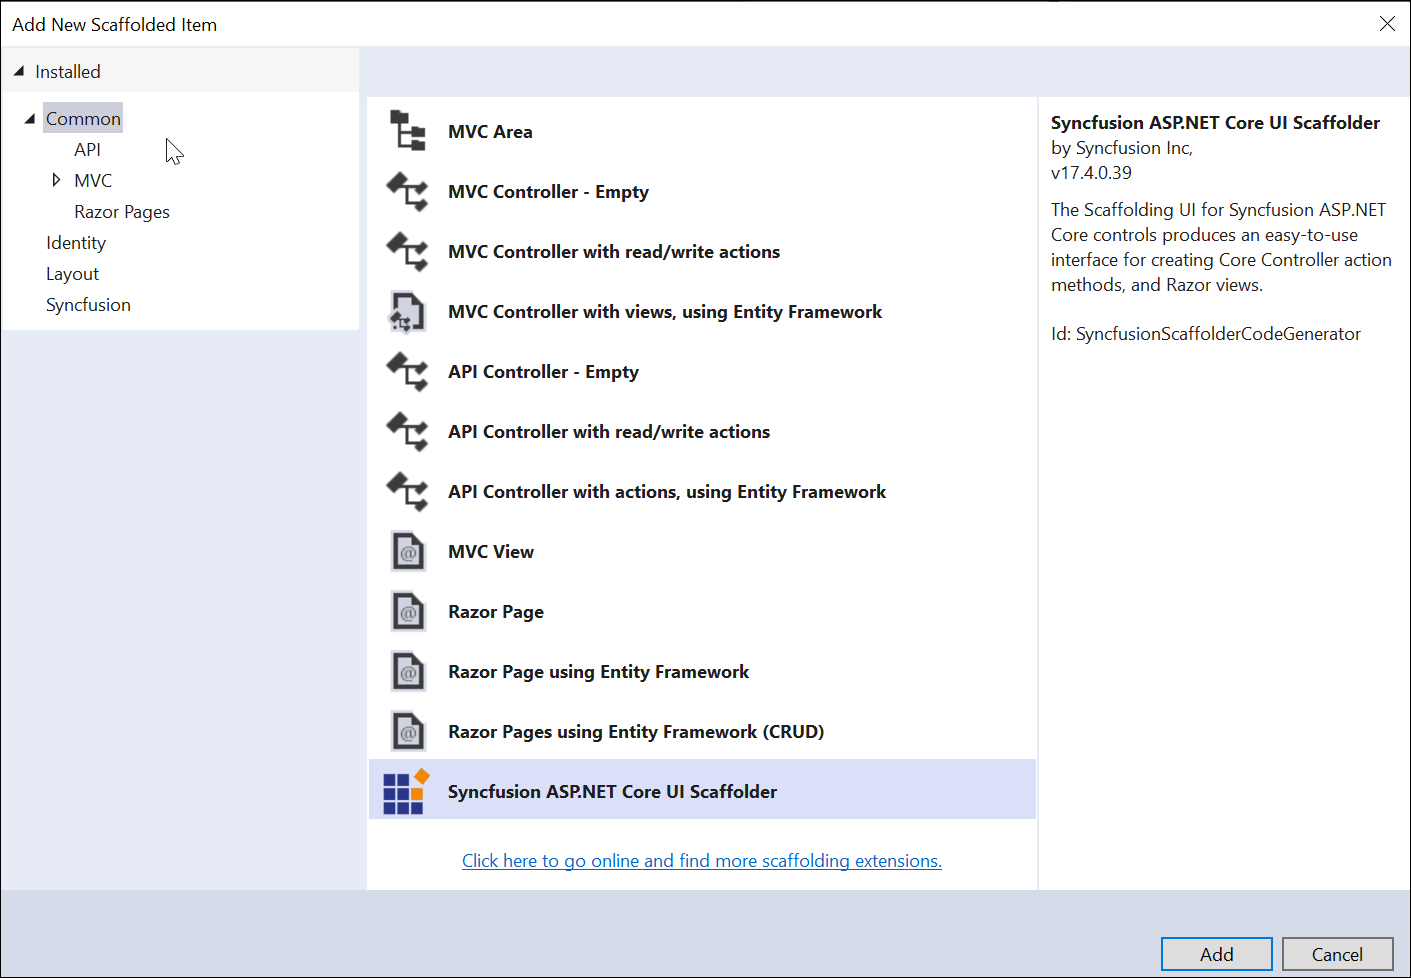 Add New Scaffolded Item
Installed
Common
API
MVC
Razor Pages
Identity
Layout
Syncfusion
MVC Area
MVC Controller - Empty
MVC Controller with read/write actions
MVC Controller with views, using Entity Framework
API Controller - Empty
API Controller with read/write actions
API Controller with actions, using Entity Framework
MVC View
Razor Page
Razor Page using Entity Framework
Razor Pages using Entity Framework (CRUD)
Syncfusion ASP.NET Core UI Scaffolder
Click here to go online and find more scaffolding extensions.
Syncfusion ASP.NET Core UI Scaffolder
by Syncfusion Inc,
v17.4.0.39
The Scaffolding UI for Syncfusion ASP.NET
Core controls produces an easy-to-use
interface for creating Core Controller action
methods, and Razor views.
Id: SyncfusionScaffolderCodeGenerator
Add
Cancel